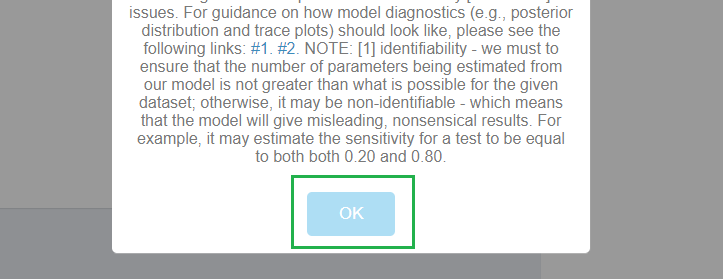 issues. For guidance on how model diagnostics (e.g., posterior
distribution and trace plots) should look like, please see the
following links: #1. #2. NOTE: [1] identifiability - we must to
ensure that the number of parameters being estimated from
our model is not greater than what is possible for the given
dataset; otherwise, it may be non-identifiable - which means
that the model will give misleading, nonsensical results. For
example, it may estimate the sensitivity for a test to be equal
to both both 0.20 and 0.80.
OK